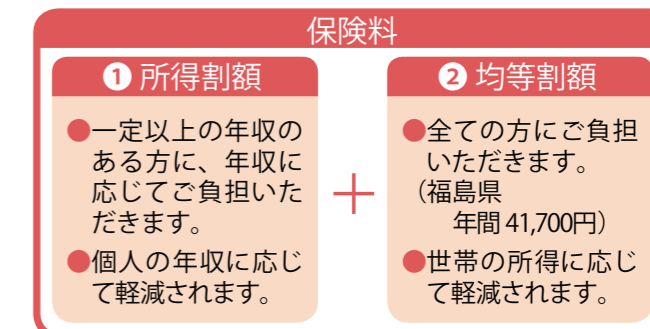 保険料
❶ 所得割額
●一定以上の年収の
ある方に、年収に
応じてご負担いた
だきます。
●個人の年収に応じ
て軽減されます。
＋
❷ 均等割額
●全ての方にご負担
いただきます。
（福島県
年間 41,700円）
●世帯の所得に応じ
て軽減されます。